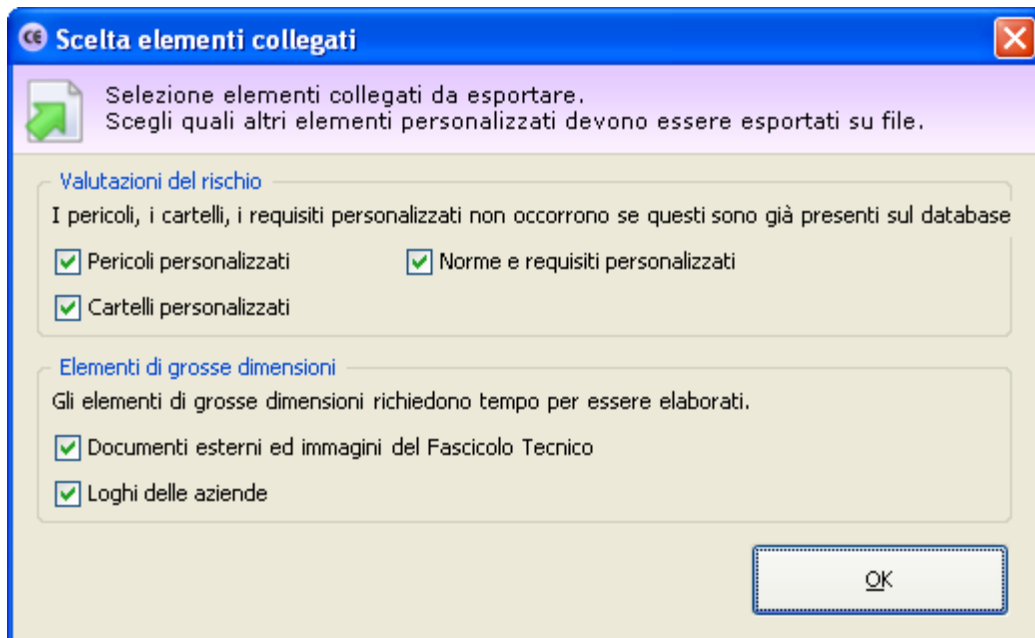 CE Scelta elementi collegati
Selezione elementi collegati da esportare.
Scegli quali altri elementi personalizzati devono essere esportati su file.
Valutazioni del rischio
I pericoli, i cartelli, i requisiti personalizzati non occorrono se questi sono già presenti sul database
Pericoli personalizzati Norme e requisiti personalizzati
Cartelli personalizzati
Elementi di grosse dimensioni
Gli elementi di grosse dimensioni richiedono tempo per essere elaborati.
Documenti esterni ed immagini del Fascicolo Tecnico
Loghi delle aziende
OK